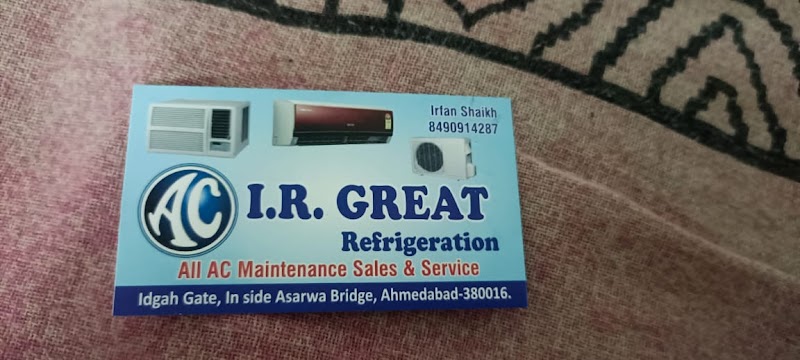 Irfan Shaikh
8490914287
AC
I.R. GREAT
Refrigeration
All AC Maintenance Sales & Service
Idgah Gate, In side Asarwa Bridge, Ahmedabad-380016.